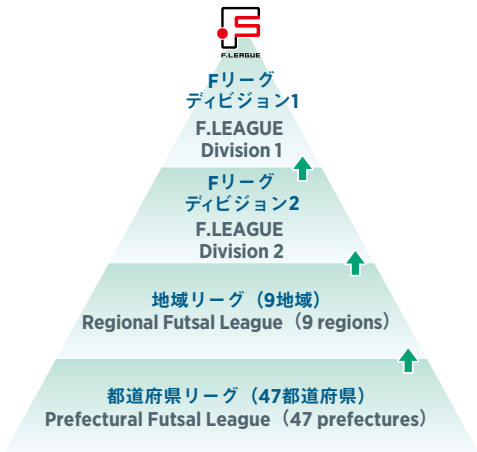 F.LEAGUE
Fリーグ
ディビジョン1
F.LEAGUE
Division 1
Fリーグ
ディビジョン2
F.LEAGUE
Division 2
地域リーグ（9地域）
Regional Futsal League（9 regions）
都道府県リーグ（47都道府県）
Prefectural Futsal League（47 prefectures）